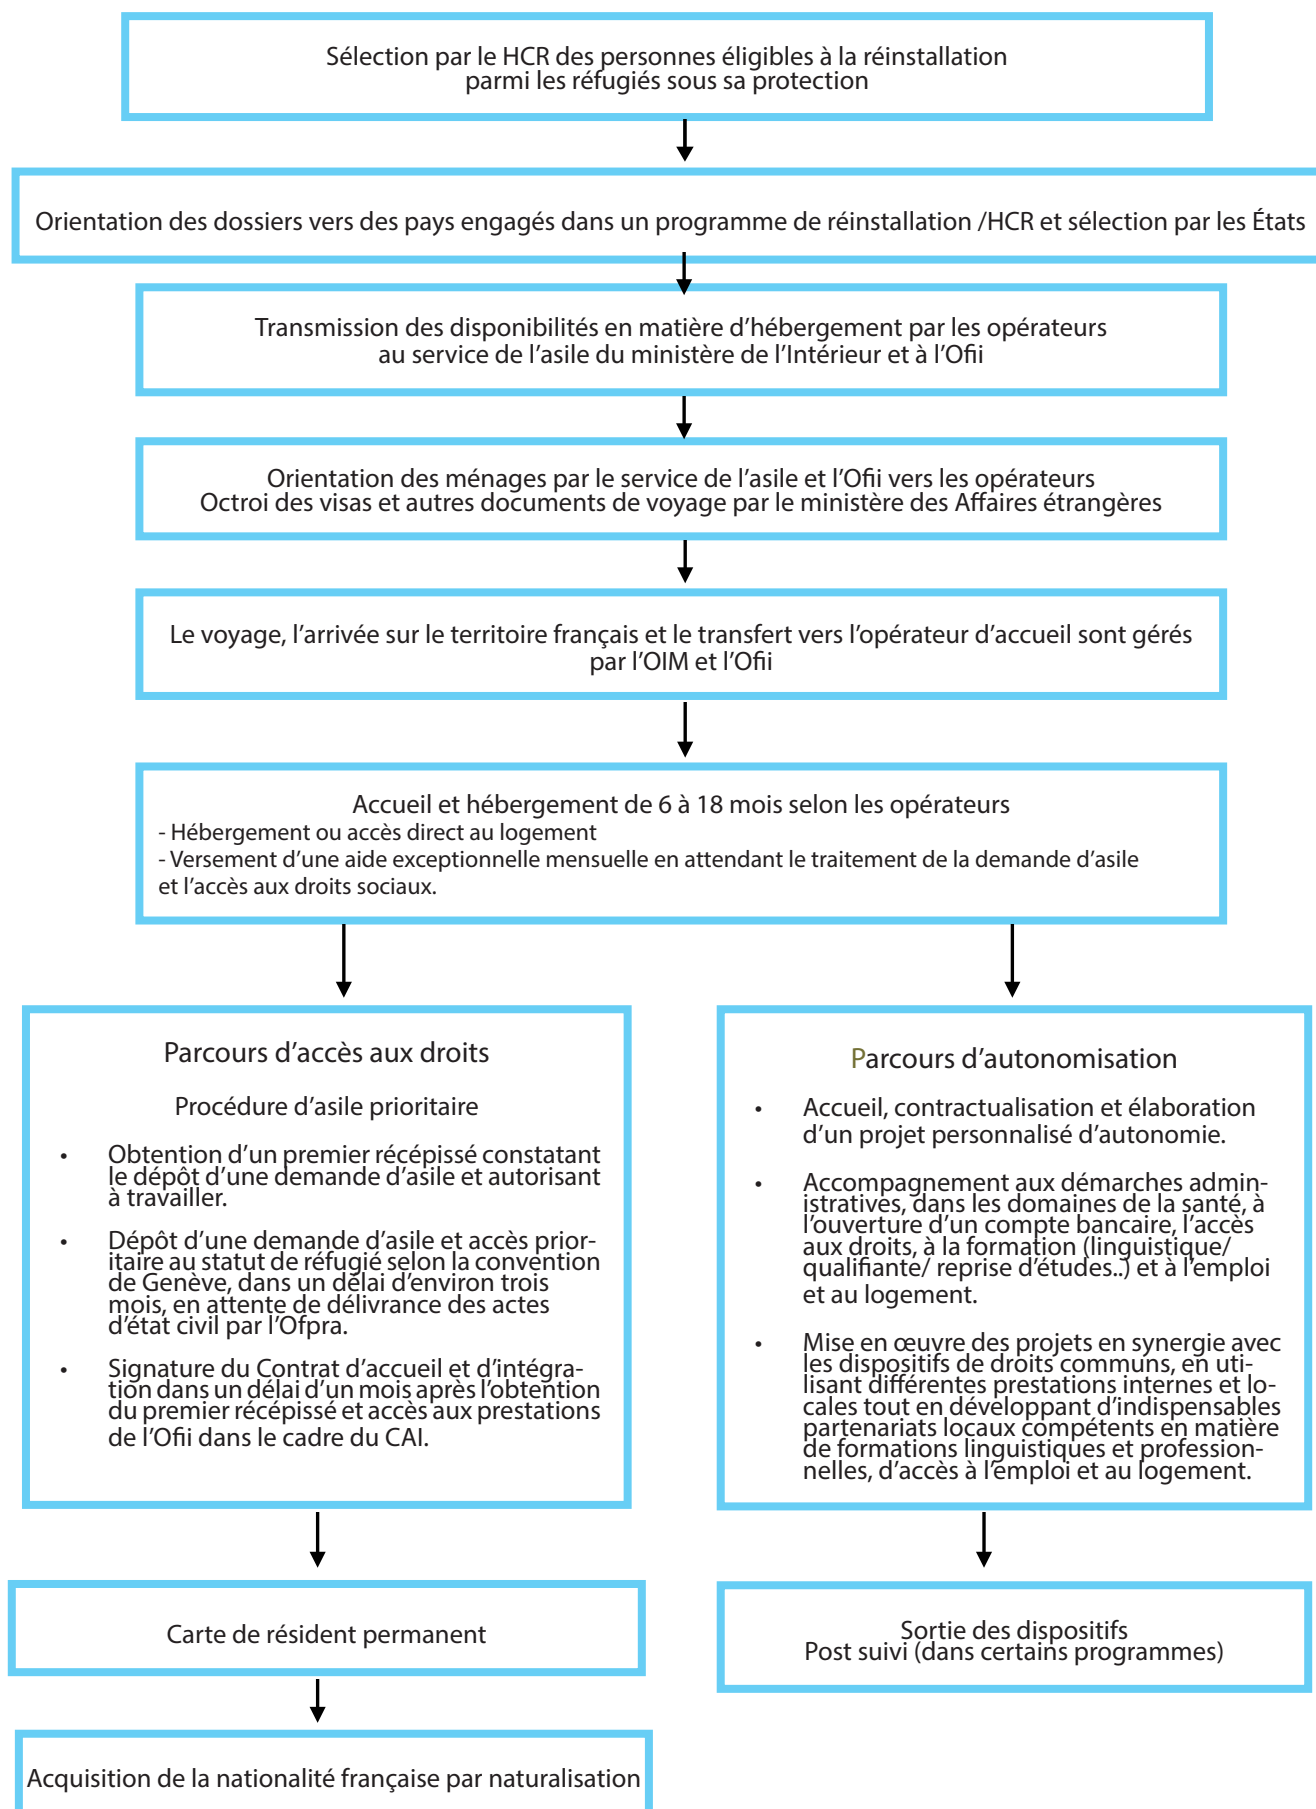 Sélection par le HCR des personnes éligibles à la réinstallation
parmi les réfugiés sous sa protection
Orientation des dossiers vers des pays engagés dans un programme de réinstallation /HCR et sélection par les États
Transmission des disponibilités en matière d’hébergement par les opérateurs
au service de l’asile du ministère de l’Intérieur et à l’Ofii
Orientation des ménages par le service de l’asile et l’Ofii vers les opérateurs
Octroi des visas et autres documents de voyage par le ministère des Affaires étrangères
Le voyage, l’arrivée sur le territoire français et le transfert vers l’opérateur d’accueil sont gérés
par l’OIM et l’Ofii
Accueil et hébergement de 6 à 18 mois selon les opérateurs
- Hébergement ou accès direct au logement
- Versement d’une aide exceptionnelle mensuelle en attendant le traitement de la demande d’asile
et l’accès aux droits sociaux.
Parcours d’accès aux droits
Procédure d’asile prioritaire
• Obtention d’un premier récépissé constatant
le dépôt d’une demande d’asile et autorisant
à travailler.
• Dépôt d’une demande d’asile et accès prior-
itaire au statut de réfugié selon la convention
de Genève, dans un délai d’environ trois
mois, en attente de délivrance des actes
d’état civil par l’Ofpra.
• Signature du Contrat d’accueil et d’intégra-
tion dans un délai d’un mois après l’obtention
du premier récépissé et accès aux prestations
de l’Ofii dans le cadre du CAI.
Parcours d’autonomisation
• Accueil, contractualisation et élaboration
d’un projet personnalisé d’autonomie.
• Accompagnement aux démarches admin-
istratives, dans les domaines de la santé, à
l’ouverture d’un compte bancaire, l’accès
aux droits, à la formation (linguistique/
qualifiante/ reprise d’études..) et à l’emploi
et au logement.
• Mise en œuvre des projets en synergie avec
les dispositifs de droits communs, en uti-
lisant différentes prestations internes et lo-
cales tout en développant d’indispensables
partenariats locaux compétents en matière
de formations linguistiques et profession-
nelles, d’accès à l’emploi et au logement.
Carte de résident permanent
Sortie des dispositifs
Post suivi (dans certains programmes)
Acquisition de la nationalité française par naturalisation